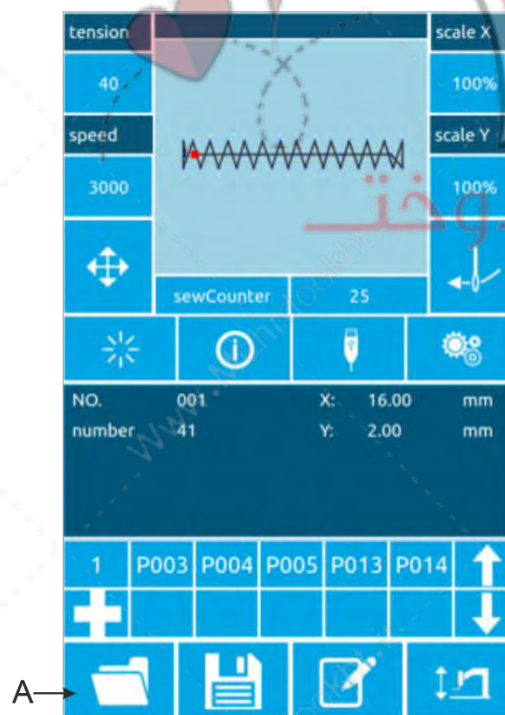 tension
scale X
40
100%
speed
scale Y
3000
100%
sewCounter 25
NO. 001 X: 16.00 mm
number 41 Y: 2.00 mm
1 P003 P004 P005 P013 P014
A